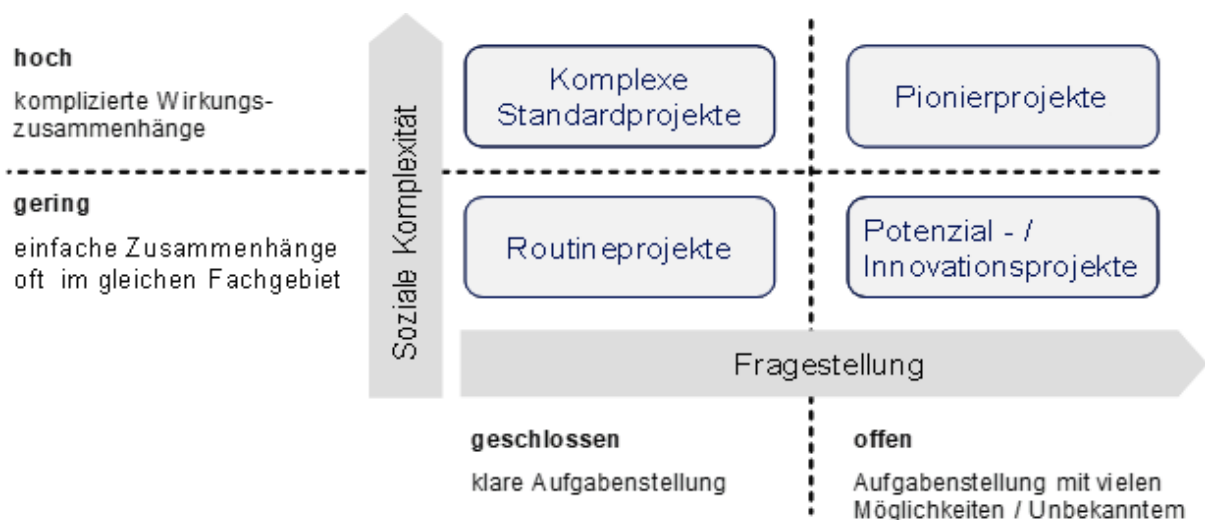 hoch
komplizierte Wirkungs-
zusammenhänge
Komplexe
Standardprojekte
Pionierprojekte
gering
einfache Zusammenhänge
oft im gleichen Fachgebiet
Soziale Komplexität
Routineprojekte
Potenzial - /
Innovationsprojekte
Fragestellung
geschlossen
klare Aufgabenstellung
offen
Aufgabenstellung mit vielen
Möglichkeiten / Unbekanntem